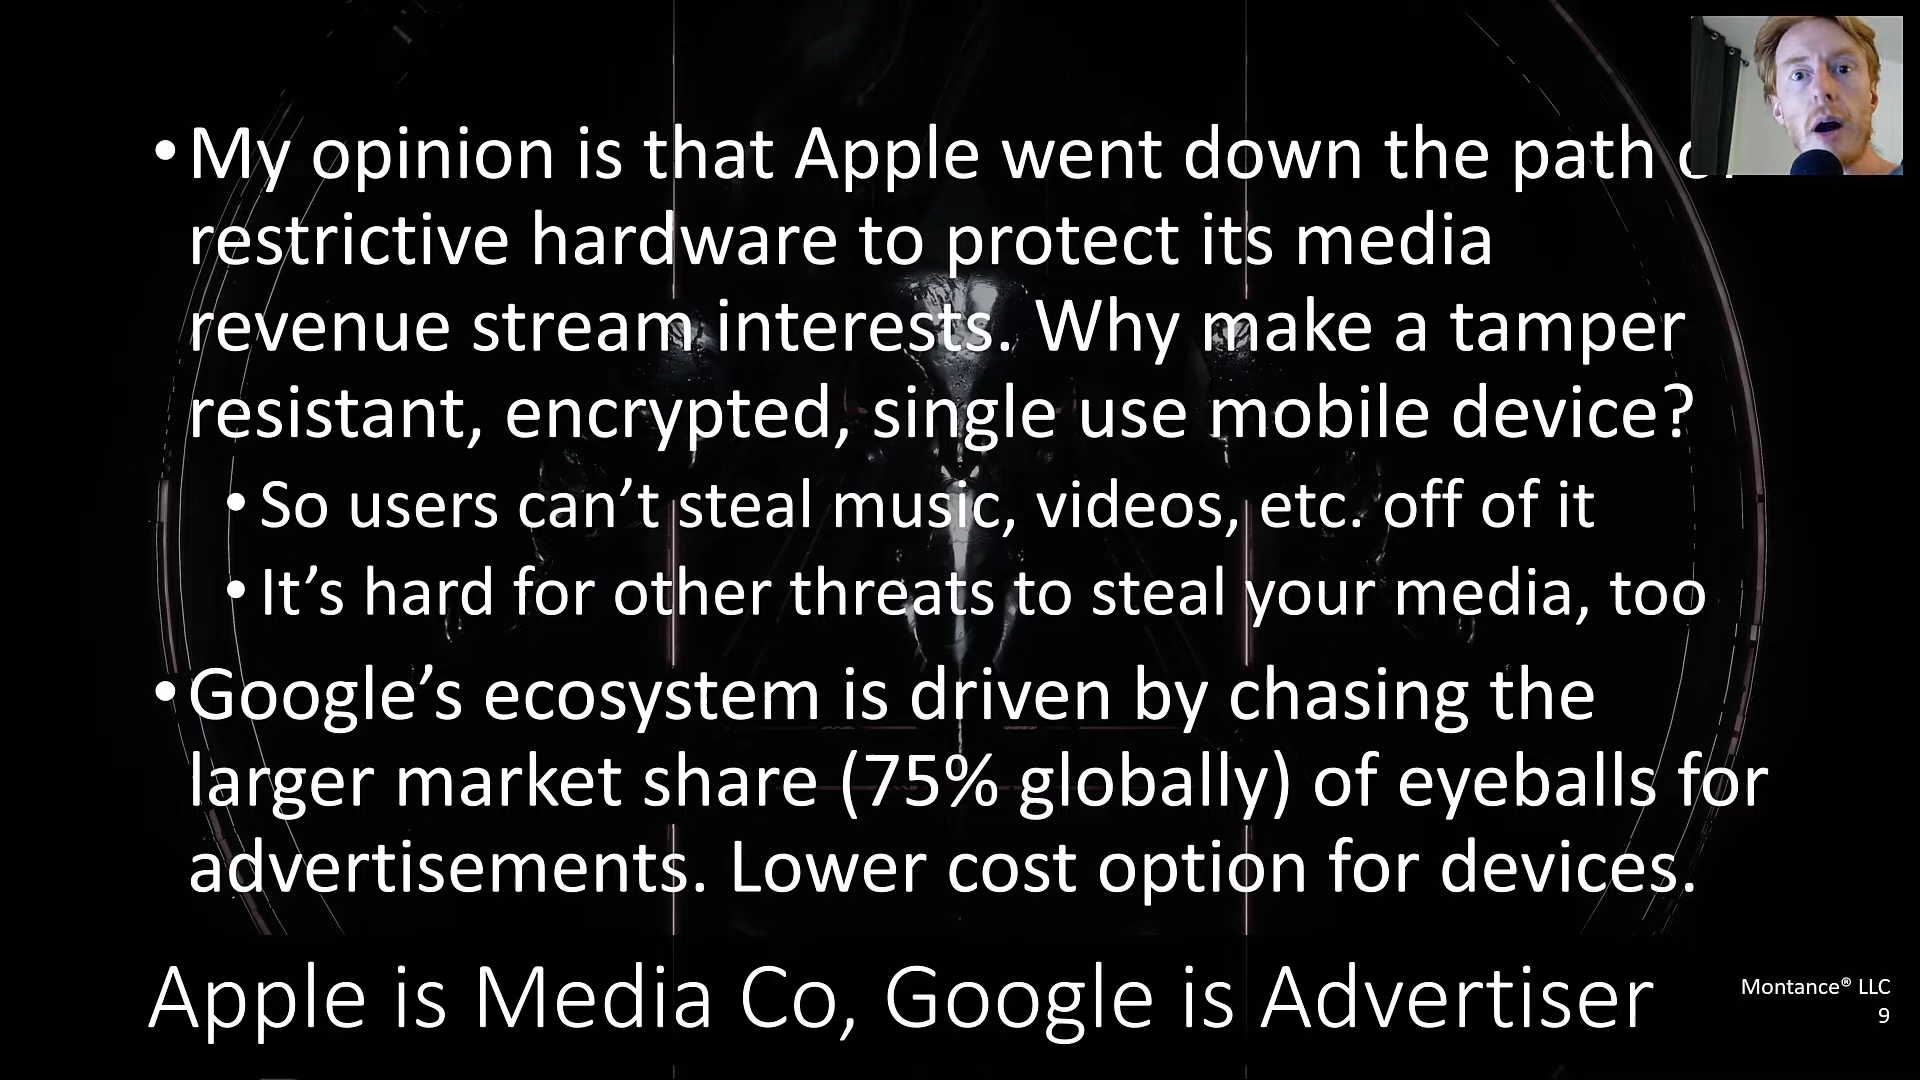 • My opinion is that Apple went down the path
restrictive hardware to protect its media
revenue stream interests. Why make a tamper
resistant, encrypted, single use mobile device?
• So users can’t steal music, videos, etc. off of it
• It’s hard for other threats to steal your media, too
• Google’s ecosystem is driven by chasing the
larger market share (75% globally) of eyeballs for
advertisements. Lower cost option for devices.
Apple is Media Co, Google is Advertiser
Montance® LLC
9